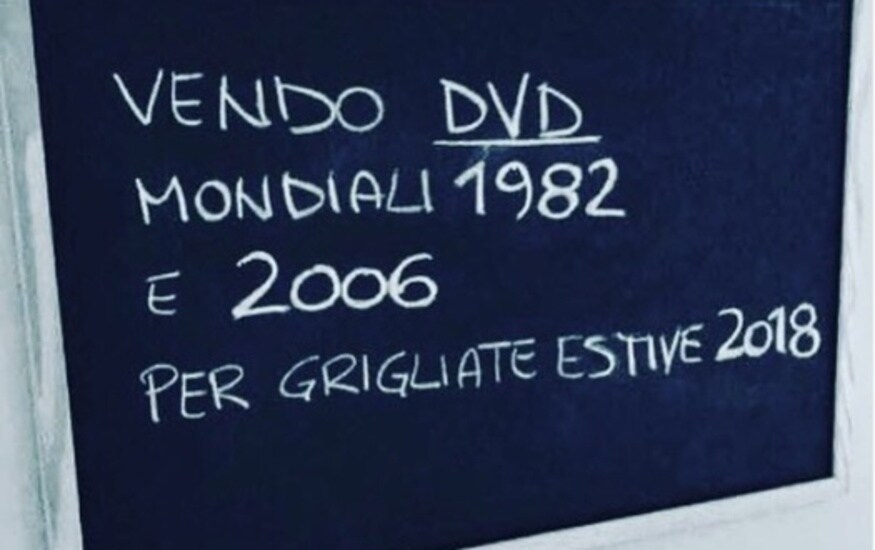 VENDO DVD
MONDIALI 1982
E 2006
PER GRIGLIATE ESTIVE 2018